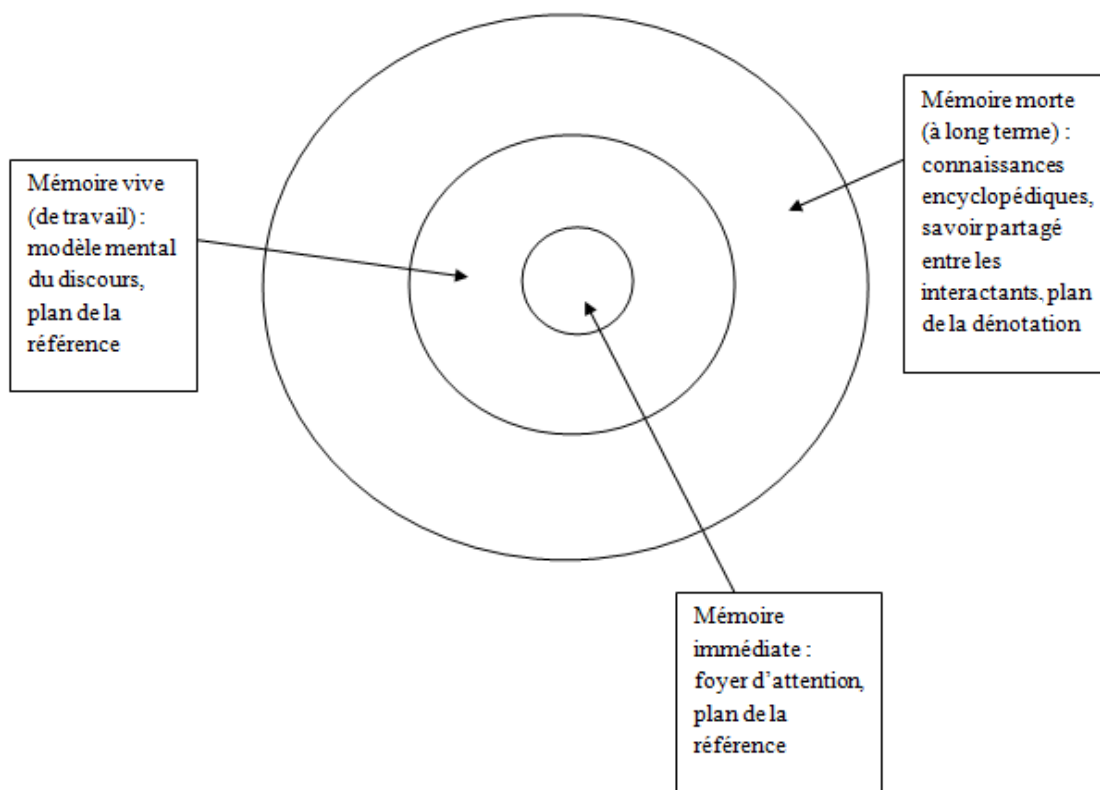 Mémoire vive
(de travail) :
modèle mental
du discours,
plan de la
référence
Mémoire morte
(à long terme) :
connaissances
encyclopédiques,
savoir partagé
entre les
interactants. plan
de la dénotation
Mémoire
immédiate :
foyer d'attention,
plan de la
référence